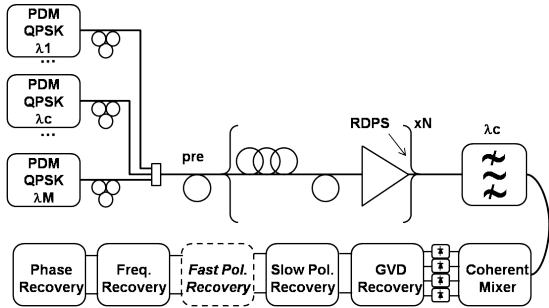 PDM
QPSK
λ1
...
PDM
QPSK
λc
...
PDM
QPSK
λM
pre
RDPS
xN
λc
Phase
Recovery
Freq.
Recovery
Fast Pol.
Recovery
Slow Pol.
Recovery
GVD
Recovery
Coherent
Mixer